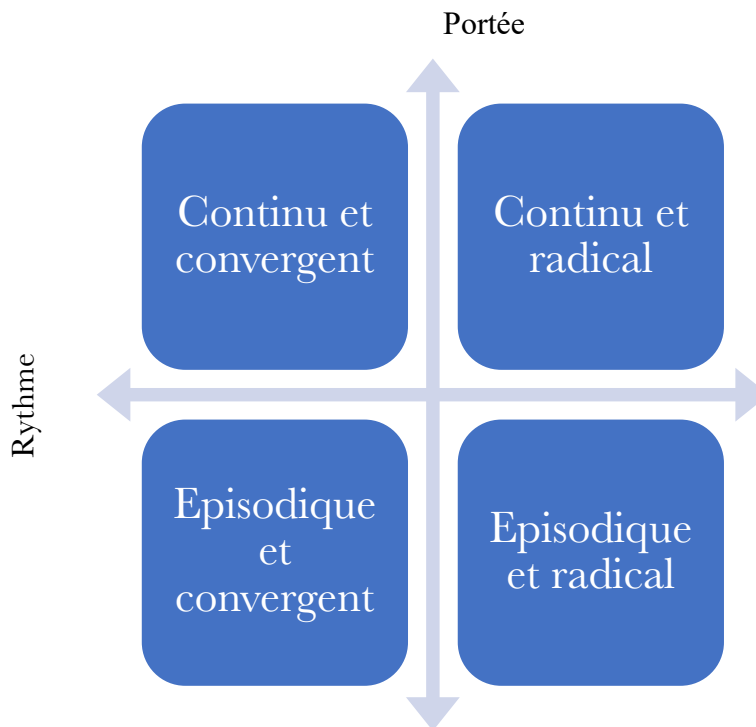 Portée
Continu et
convergent
Continu et
radical
Rythme
Episodique
et
convergent
Episodique
et radical